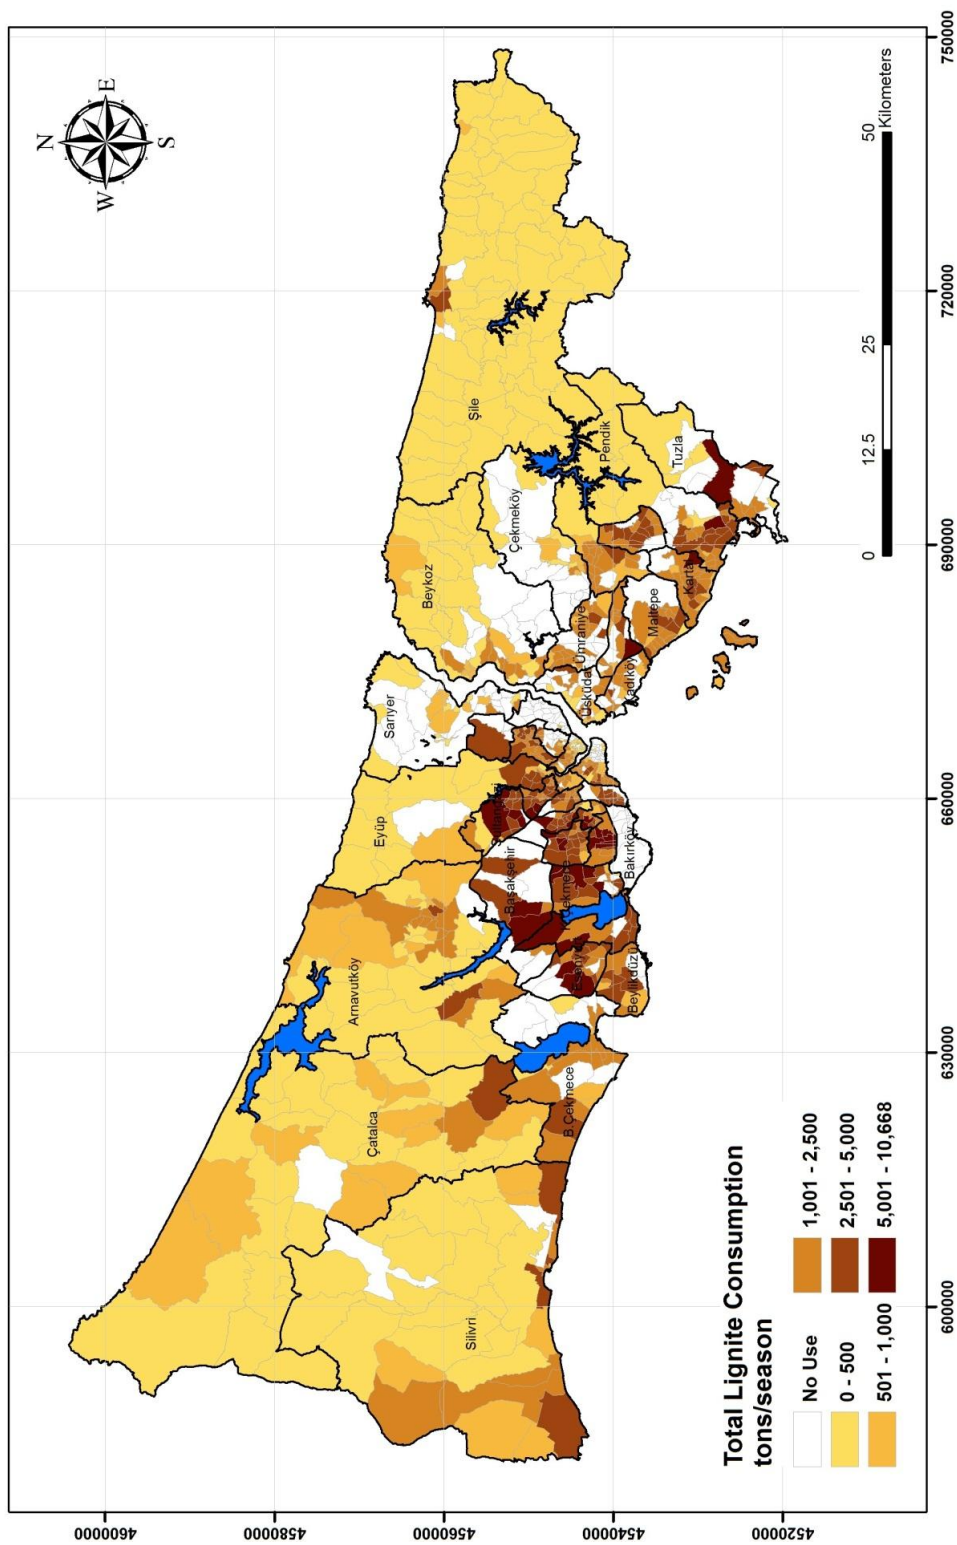 N
W
E
S
4600000
4580000
4560000
4540000
4520000
600000
630000
660000
690000
720000
750000
Silivri
Çatalca
B.Çekmece
Arnavutköy
Beylikdüzü
Başakşehir
Bakırköy
Eyüp
Sarıyer
Beykoz
Üsküdar
Ümraniye
Kadıköy
Maltepe
Kartal
Çekmeköy
Pendik
Tuzla
Şile
Total Lignite Consumption
tons/season
No Use
0 - 500
501 - 1,000
1,001 - 2,500
2,501 - 5,000
5,001 - 10,668
0
12.5
25
50
Kilometers